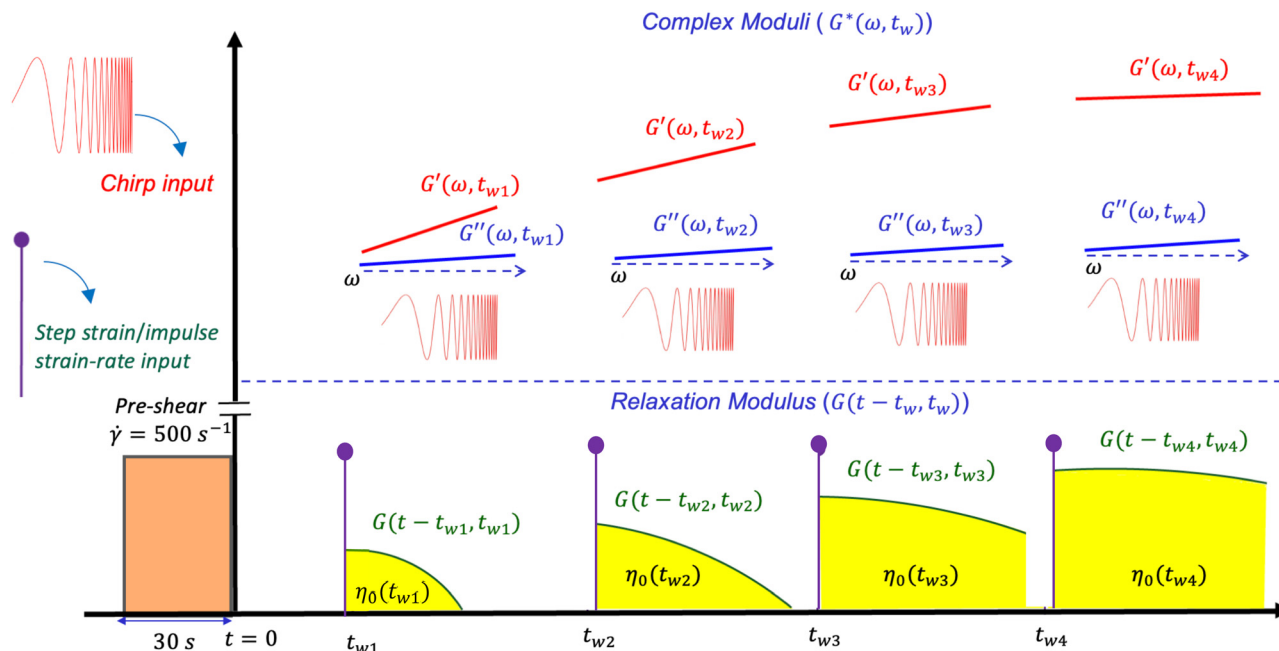 Complex Moduli ( G*(ω, t_w))
Chirp input
G′(ω, t_w1)
G′(ω, t_w2)
G′(ω, t_w3)
G′(ω, t_w4)
G′′(ω, t_w1)
G′′(ω, t_w2)
G′′(ω, t_w3)
G′′(ω, t_w4)
ω
ω
ω
ω
Step strain/impulse
strain-rate input
Pre-shear
γ̇ = 500 s⁻¹
Relaxation Modulus (G(t − t_w, t_w))
G(t − t_w1, t_w1)
G(t − t_w2, t_w2)
G(t − t_w3, t_w3)
G(t − t_w4, t_w4)
η₀(t_w1)
η₀(t_w2)
η₀(t_w3)
η₀(t_w4)
30 s
t = 0
t_w1
t_w2
t_w3
t_w4